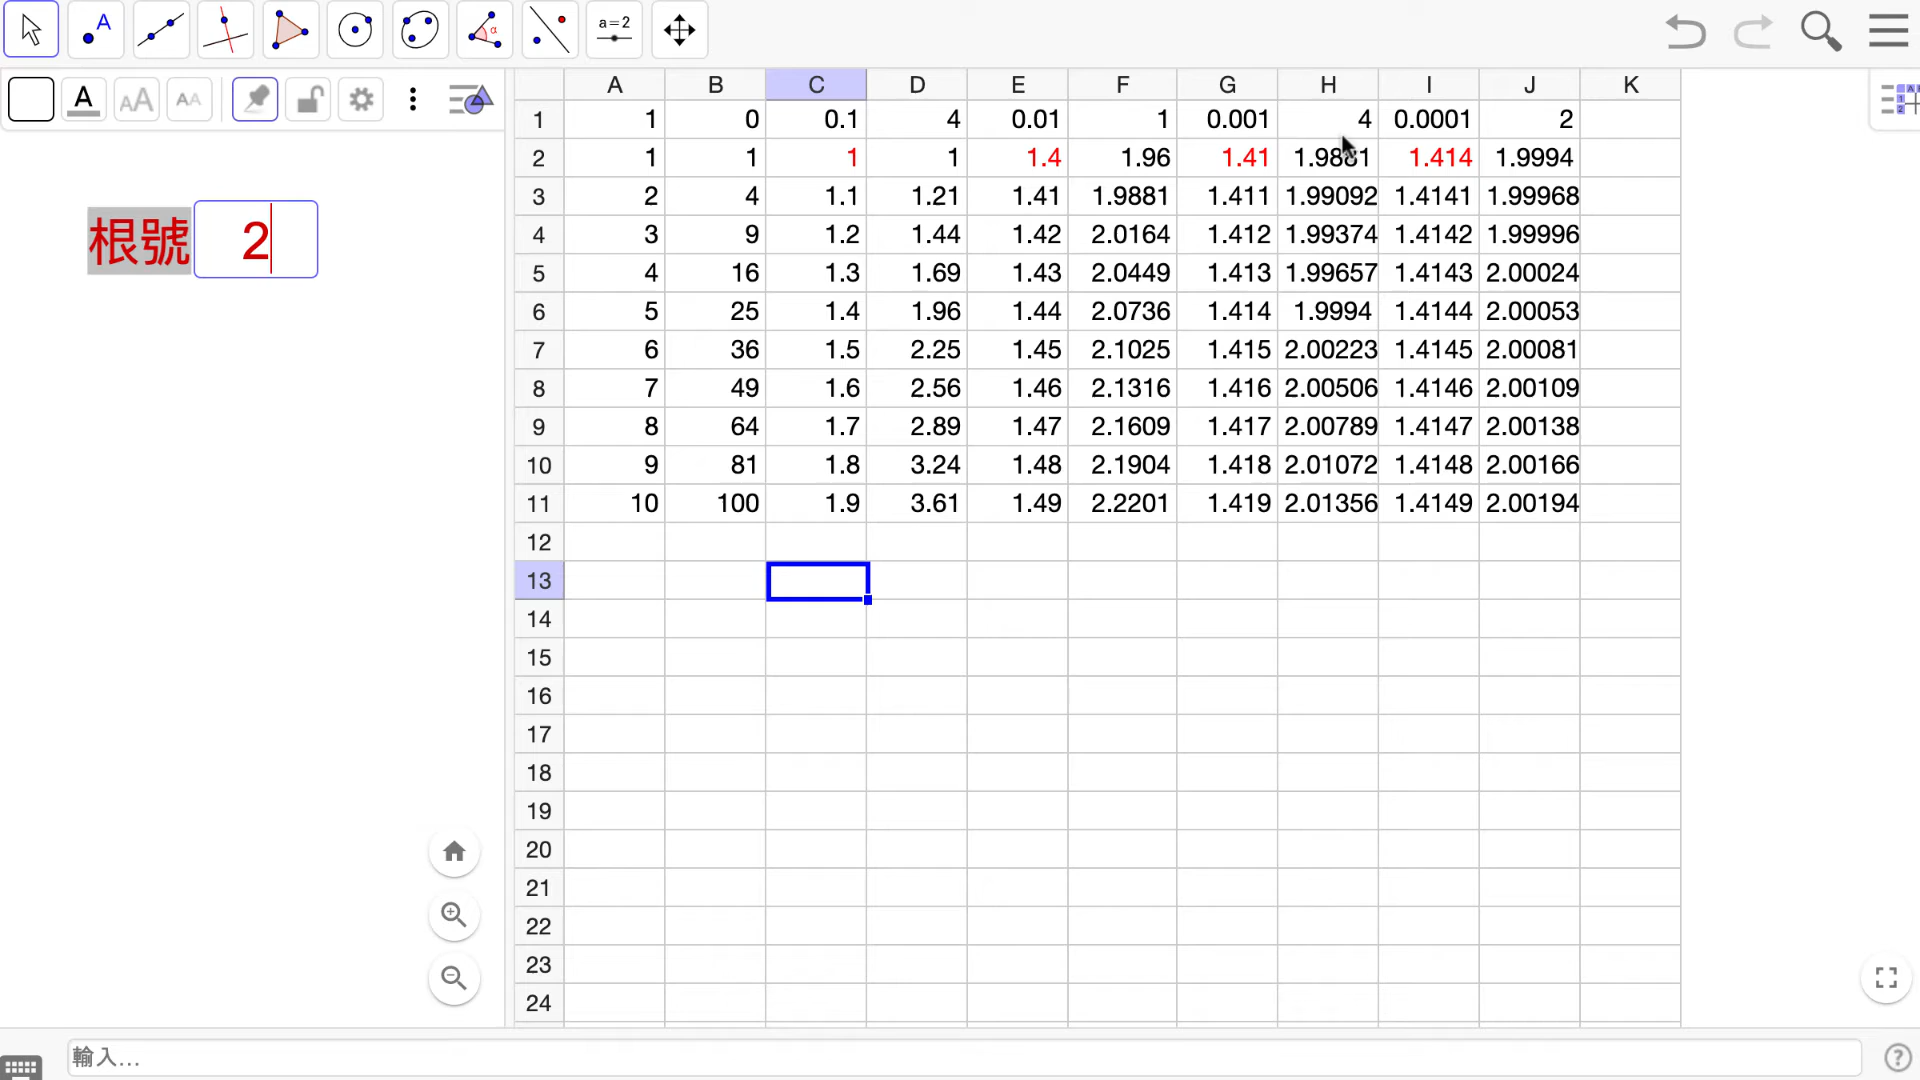 A
α
a=2
A AA AA
根號 2
A B C D E F G H I J K
1 1 0 0.1 4 0.01 1 0.001 4 0.0001 2
2 1 1 1 1 1.4 1.96 1.41 1.9881 1.414 1.9994
3 2 4 1.1 1.21 1.41 1.9881 1.411 1.99092 1.4141 1.99968
4 3 9 1.2 1.44 1.42 2.0164 1.412 1.99374 1.4142 1.99996
5 4 16 1.3 1.69 1.43 2.0449 1.413 1.99657 1.4143 2.00024
6 5 25 1.4 1.96 1.44 2.0736 1.414 1.9994 1.4144 2.00053
7 6 36 1.5 2.25 1.45 2.1025 1.415 2.00223 1.4145 2.00081
8 7 49 1.6 2.56 1.46 2.1316 1.416 2.00506 1.4146 2.00109
9 8 64 1.7 2.89 1.47 2.1609 1.417 2.00789 1.4147 2.00138
10 9 81 1.8 3.24 1.48 2.1904 1.418 2.01072 1.4148 2.00166
11 10 100 1.9 3.61 1.49 2.2201 1.419 2.01356 1.4149 2.00194
12
13
14
15
16
17
18
19
20
21
22
23
24
輸入...
?